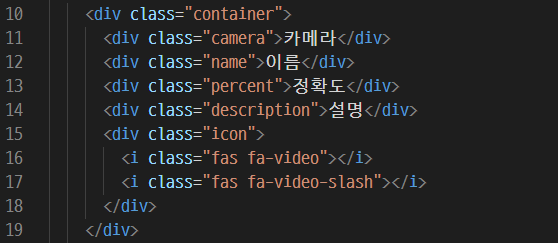 10 <div class="container">
11 <div class="camera">카메라</div>
12 <div class="name">이름</div>
13 <div class="percent">정확도</div>
14 <div class="description">설명</div>
15 <div class="icon">
16 <i class="fas fa-video"></i>
17 <i class="fas fa-video-slash"></i>
18 </div>
19 </div>